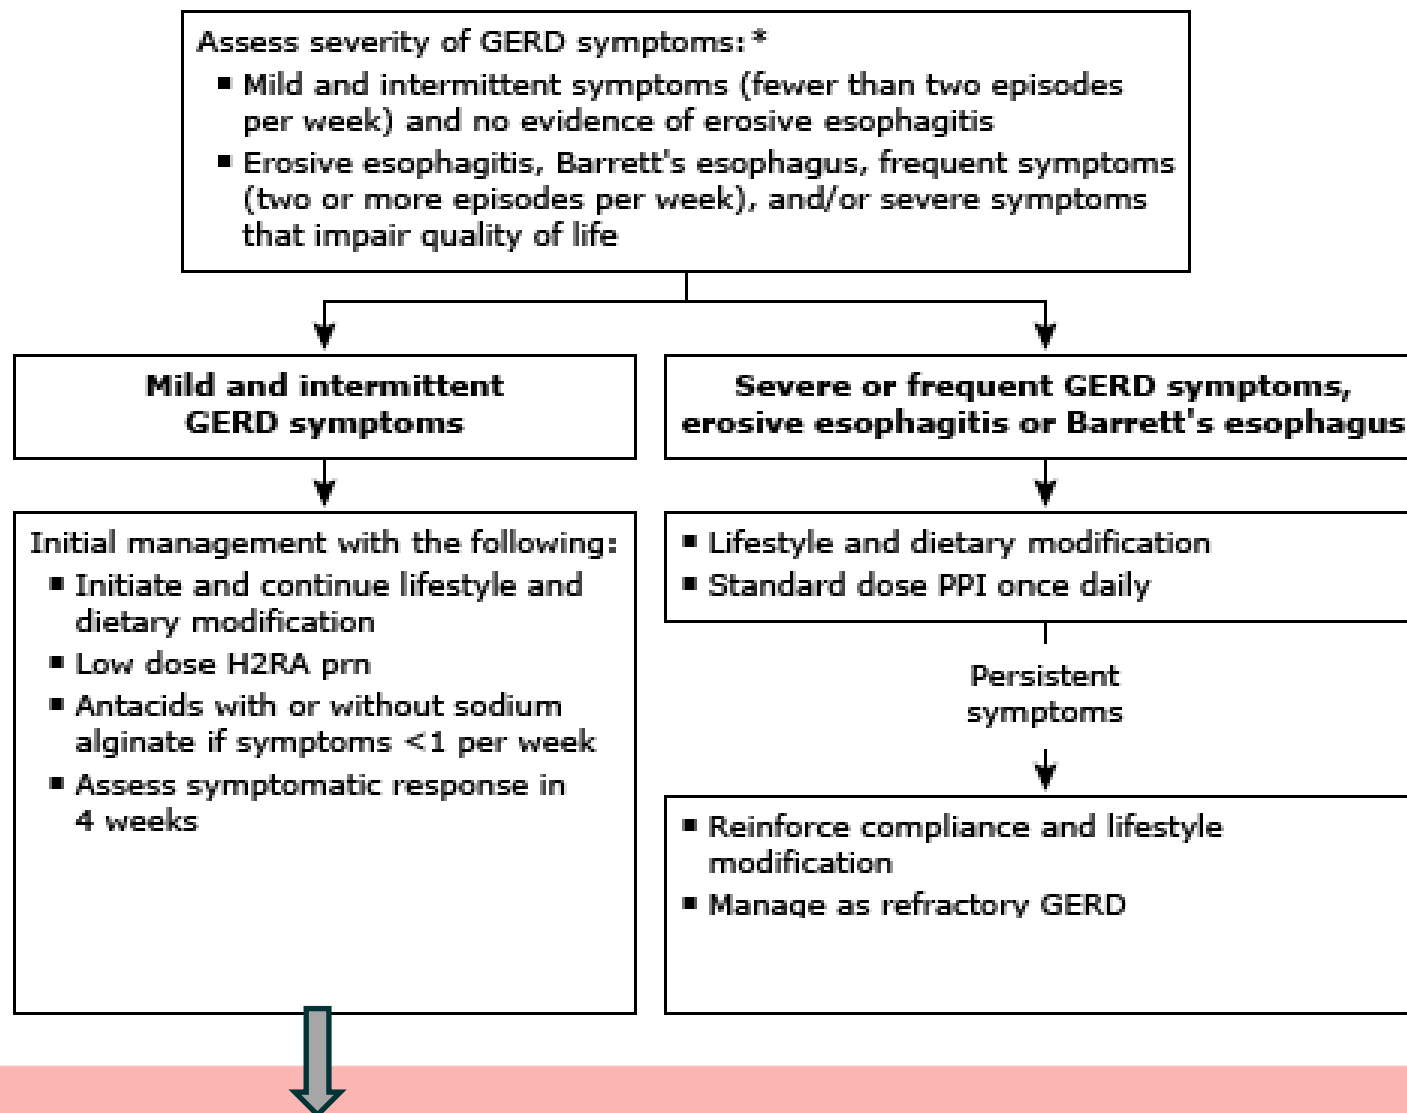 Assess severity of GERD symptoms:*
▪ Mild and intermittent symptoms (fewer than two episodes
per week) and no evidence of erosive esophagitis
▪ Erosive esophagitis, Barrett's esophagus, frequent symptoms
(two or more episodes per week), and/or severe symptoms
that impair quality of life
Mild and intermittent
GERD symptoms
Initial management with the following:
▪ Initiate and continue lifestyle and
dietary modification
▪ Low dose H2RA prn
▪ Antacids with or without sodium
alginate if symptoms <1 per week
▪ Assess symptomatic response in
4 weeks
Severe or frequent GERD symptoms,
erosive esophagitis or Barrett's esophagus
▪ Lifestyle and dietary modification
▪ Standard dose PPI once daily
Persistent
symptoms
▪ Reinforce compliance and lifestyle
modification
▪ Manage as refractory GERD